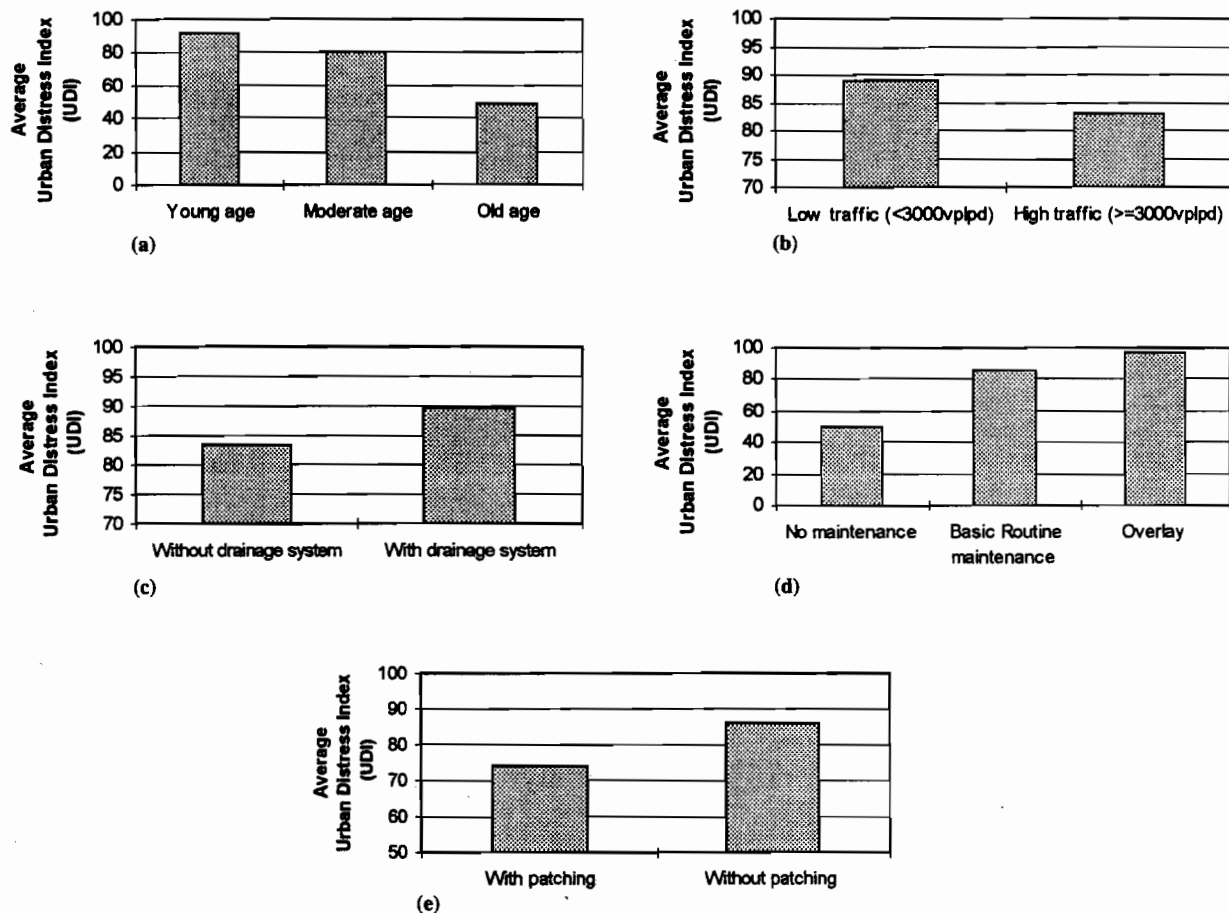 Average
Urban Distress Index
(UDI)
100
80
60
40
20
0
Young age Moderate age Old age
(a)
Average
Urban Distress Index
(UDI)
100
95
90
85
80
75
70
Low traffic (<3000vplpd) High traffic (>=3000vplpd)
(b)
Average
Urban Distress Index
(UDI)
100
95
90
85
80
75
70
Without drainage system With drainage system
(c)
Average
Urban Distress Index
(UDI)
100
80
60
40
20
0
No maintenance Basic Routine Overlay
maintenance
(d)
Average
Urban Distress Index
(UDI)
100
90
80
70
60
50
With patching Without patching
(e)